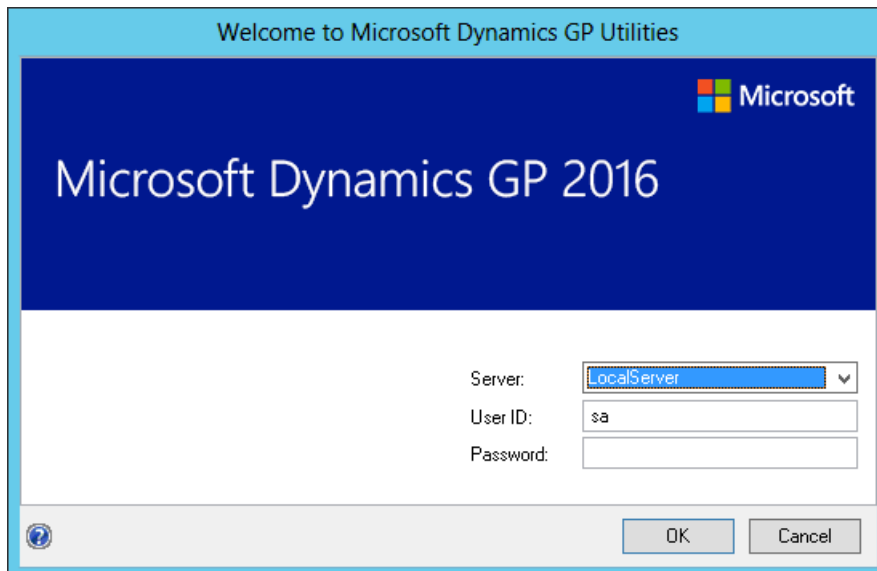 Welcome to Microsoft Dynamics GP Utilities
Microsoft
Microsoft Dynamics GP 2016
Server: LocalServer
User ID: sa
Password:
OK Cancel